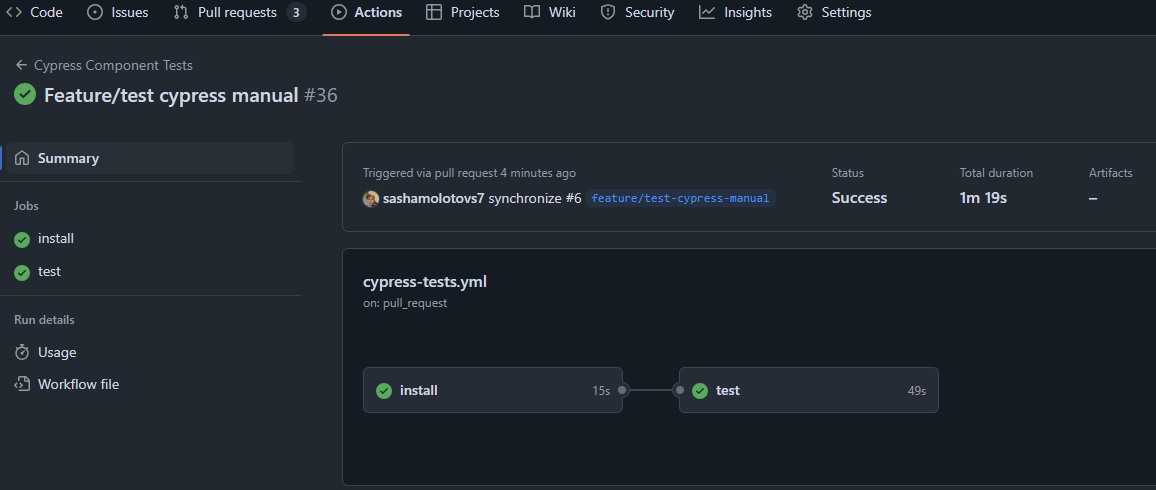 Code Issues Pull requests 3 Actions Projects Wiki Security Insights Settings
Cypress Component Tests
Feature/test cypress manual #36
Summary
Jobs
install
test
Run details
Usage
Workflow file
Triggered via pull request 4 minutes ago
sashamolotovs7 synchronize #6 feature/test-cypress-manual
Status
Success
Total duration
1m 19s
Artifacts
–
cypress-tests.yml
on: pull_request
install 15s
test 49s